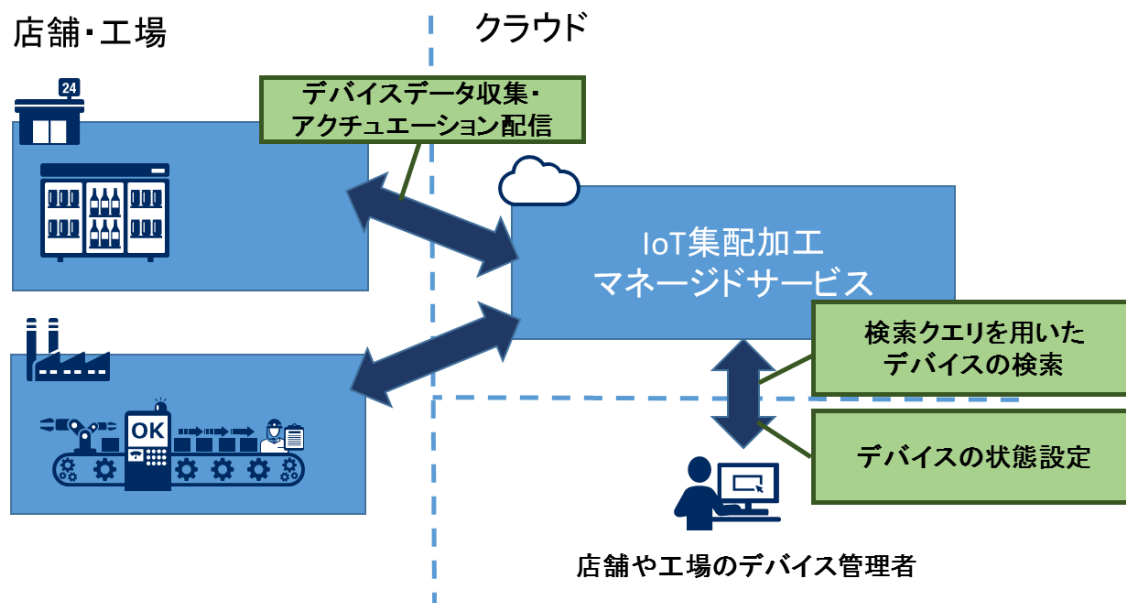 店舗・工場
クラウド
24
デバイスデータ収集・
アクチュエーション配信
IoT集配加工
マネージドサービス
検索クエリを用いた
デバイスの検索
OK
デバイスの状態設定
店舗や工場のデバイス管理者